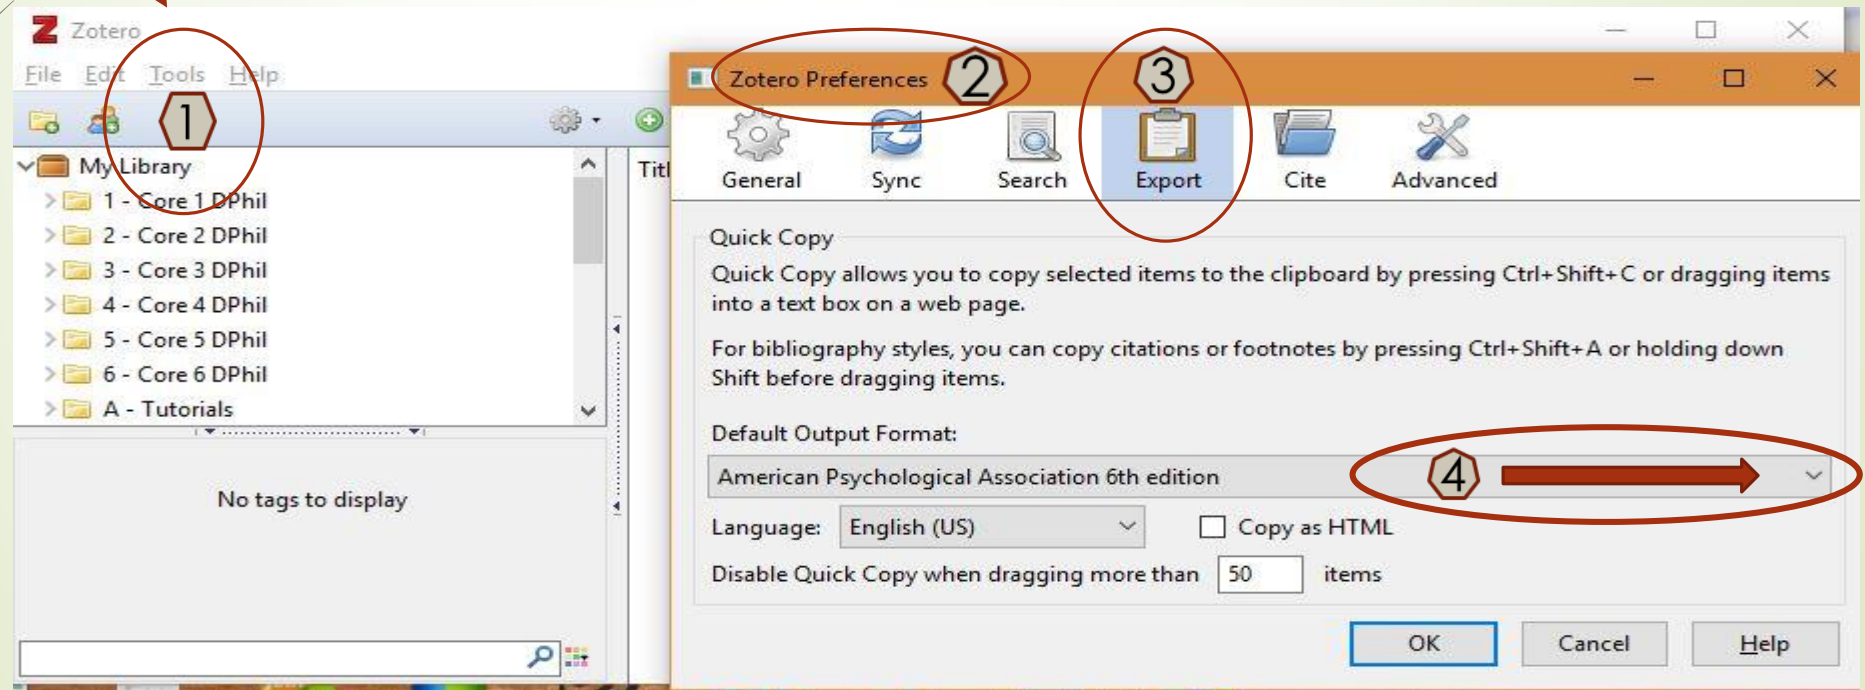 Zotero
File Edit Tools Help
1
My Library
1 - Core 1 DPhil
2 - Core 2 DPhil
3 - Core 3 DPhil
4 - Core 4 DPhil
5 - Core 5 DPhil
6 - Core 6 DPhil
A - Tutorials
No tags to display
Titl
Zotero Preferences
2
3
General Sync Search Export Cite Advanced
Quick Copy
Quick Copy allows you to copy selected items to the clipboard by pressing Ctrl+Shift+C or dragging items
into a text box on a web page.
For bibliography styles, you can copy citations or footnotes by pressing Ctrl+Shift+A or holding down
Shift before dragging items.
Default Output Format:
American Psychological Association 6th edition
4
Language: English (US) Copy as HTML
Disable Quick Copy when dragging more than 50 items
OK Cancel Help